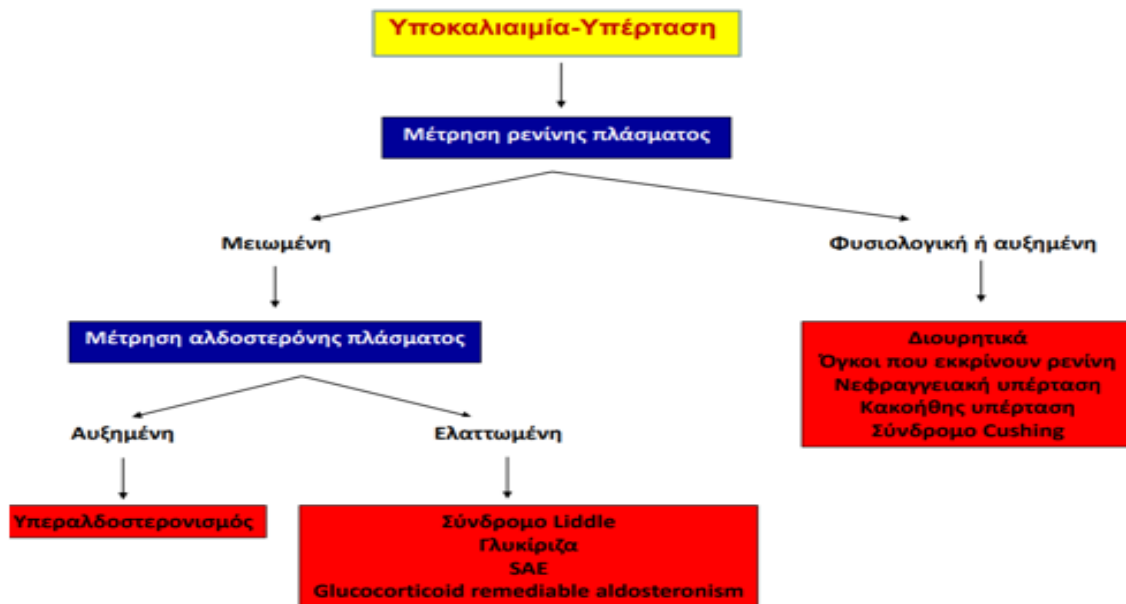 Υποκαλιαιμία-Υπέρταση
Μέτρηση ρενίνης πλάσματος
Μειωμένη
Φυσιολογική ή αυξημένη
Μέτρηση αλδοστερόνης πλάσματος
Διουρητικά
Όγκοι που εκκρίνουν ρενίνη
Νεφραγγειακή υπέρταση
Κακοήθης υπέρταση
Σύνδρομο Cushing
Αυξημένη
Ελαττωμένη
Υπεραλδοστερονισμός
Σύνδρομο Liddle
Γλυκίριζα
SAE
Glucocorticoid remediable aldosteronism